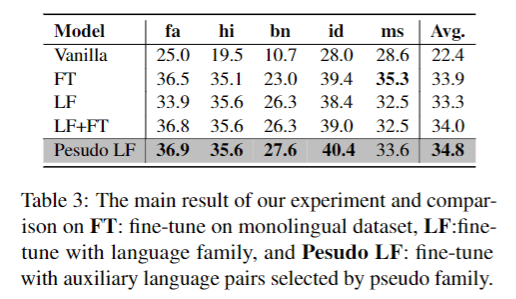 Model fa hi bn id ms Avg.
Vanilla 25.0 19.5 10.7 28.0 28.6 22.4
FT 36.5 35.1 23.0 39.4 35.3 33.9
LF 33.9 35.6 26.3 38.4 32.5 33.3
LF+FT 36.8 35.6 26.3 39.0 32.5 34.0
Pesudo LF 36.9 35.6 27.6 40.4 33.6 34.8
Table 3: The main result of our experiment and compar-
ison on FT: fine-tune on monolingual dataset, LF:fine-
tune with language family, and Pesudo LF: fine-tune
with auxiliary language pairs selected by pseudo family.